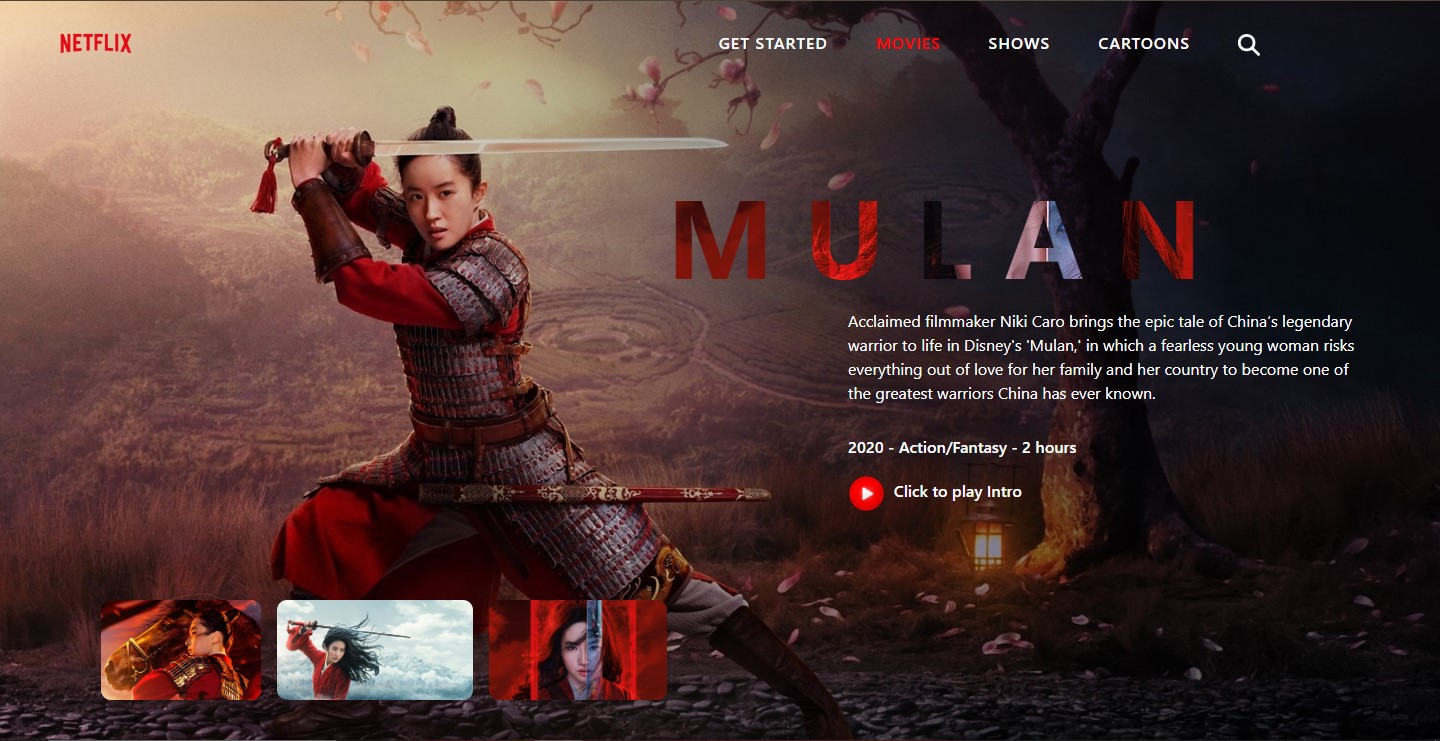 NETFLIX
GET STARTED
MOVIES
SHOWS
CARTOONS
MULAN
Acclaimed filmmaker Niki Caro brings the epic tale of China's legendary
warrior to life in Disney's 'Mulan,' in which a fearless young woman risks
everything out of love for her family and her country to become one of
the greatest warriors China has ever known.
2020 - Action/Fantasy - 2 hours
Click to play Intro